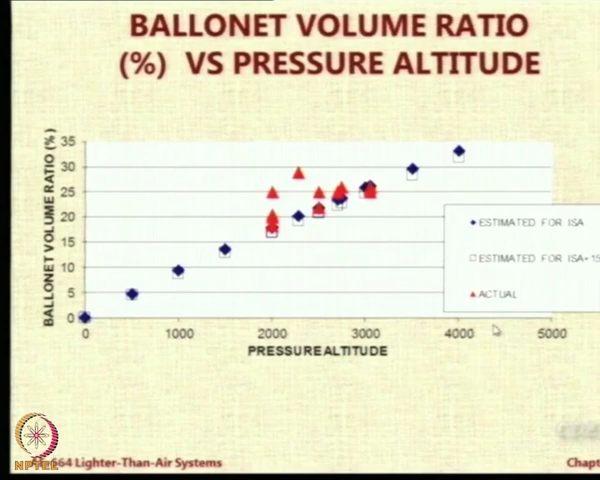 BALLONET VOLUME RATIO
(%) VS PRESSURE ALTITUDE
BALLONET VOLUME RATIO (%)
35
30
25
20
15
10
5
0
0
1000
2000
3000
4000
5000
PRESSURE ALTITUDE
ESTIMATED FOR ISA
ESTIMATED FOR ISA+15
ACTUAL
NPTEL
664 Lighter-Than-Air Systems
Chapt